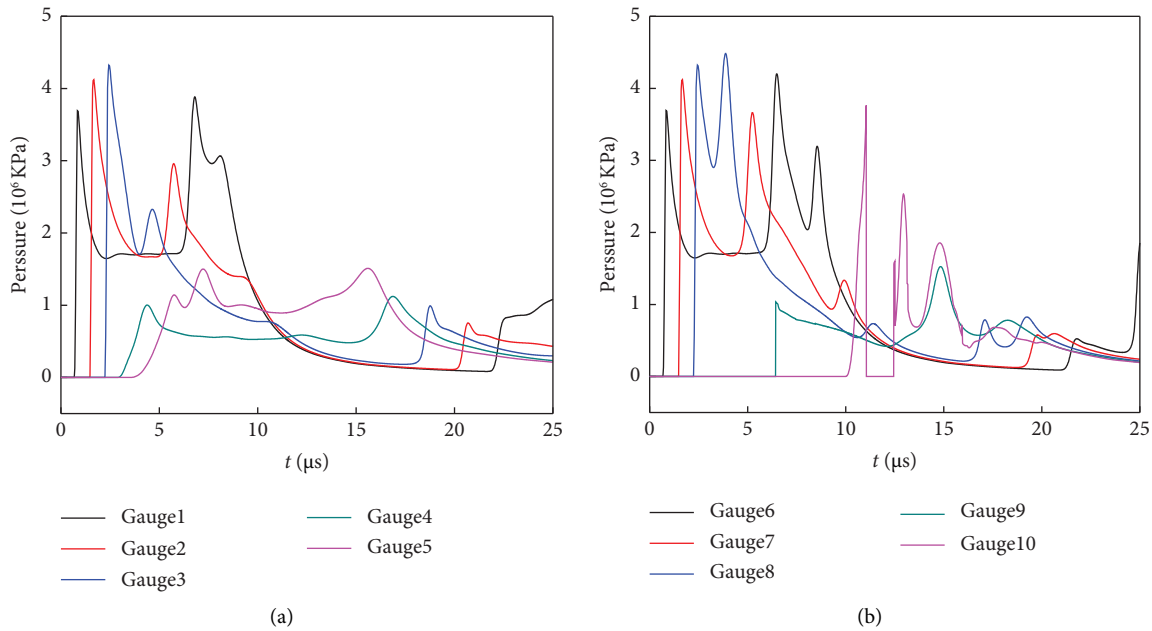 5
4
3
2
1
0
Perssure (10⁶ KPa)
0 5 10 15 20 25
t (μs)
Gauge1
Gauge2
Gauge3
Gauge4
Gauge5
(a)
5
4
3
2
1
0
Perssure (10⁶ KPa)
0 5 10 15 20 25
t (μs)
Gauge6
Gauge7
Gauge8
Gauge9
Gauge10
(b)